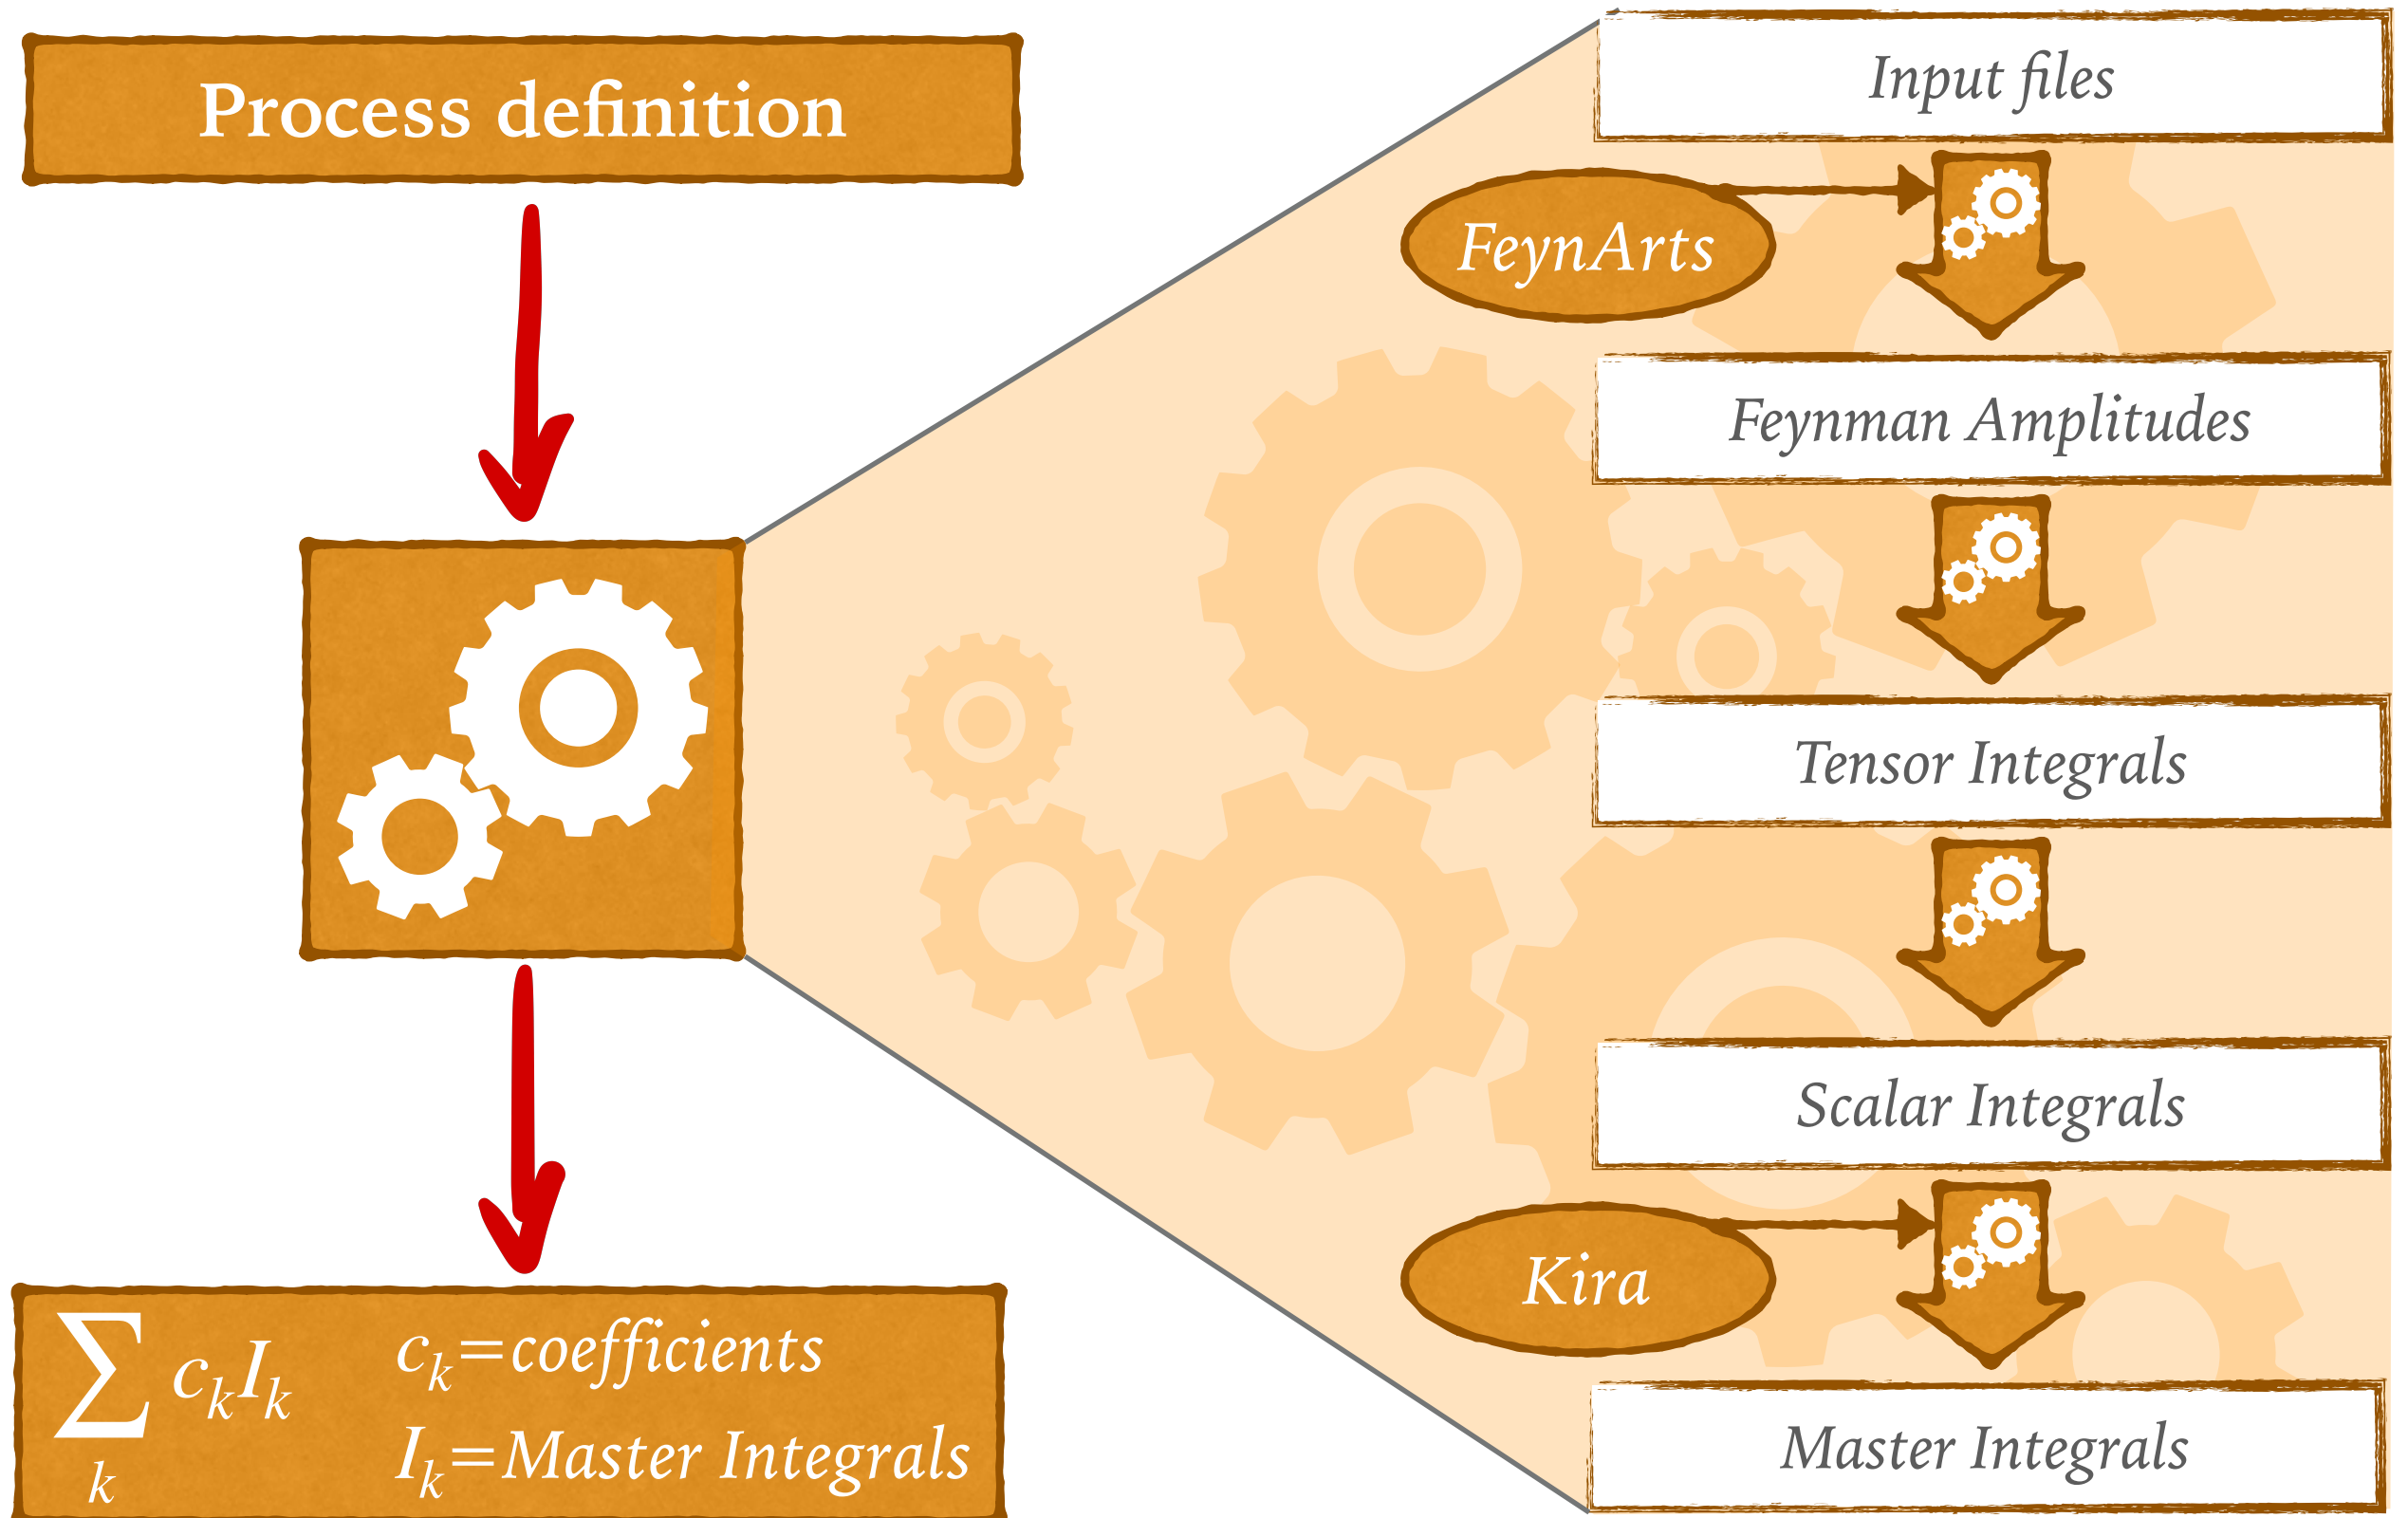 Process definition
∑ c_k I_k
k
c_k=coefficients
I_k=Master Integrals
Input files
FeynArts
Feynman Amplitudes
Tensor Integrals
Scalar Integrals
Kira
Master Integrals